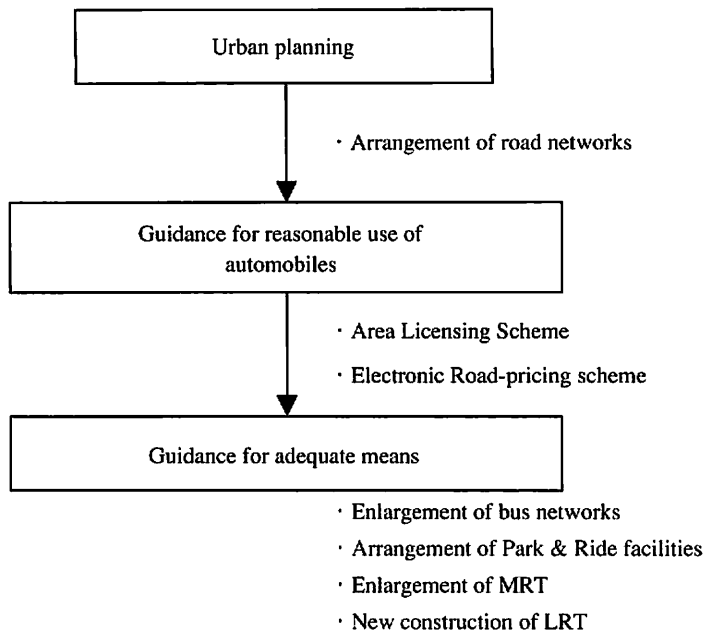 Urban planning
· Arrangement of road networks
Guidance for reasonable use of
automobiles
· Area Licensing Scheme
· Electronic Road-pricing scheme
Guidance for adequate means
· Enlargement of bus networks
· Arrangement of Park & Ride facilities
· Enlargement of MRT
· New construction of LRT